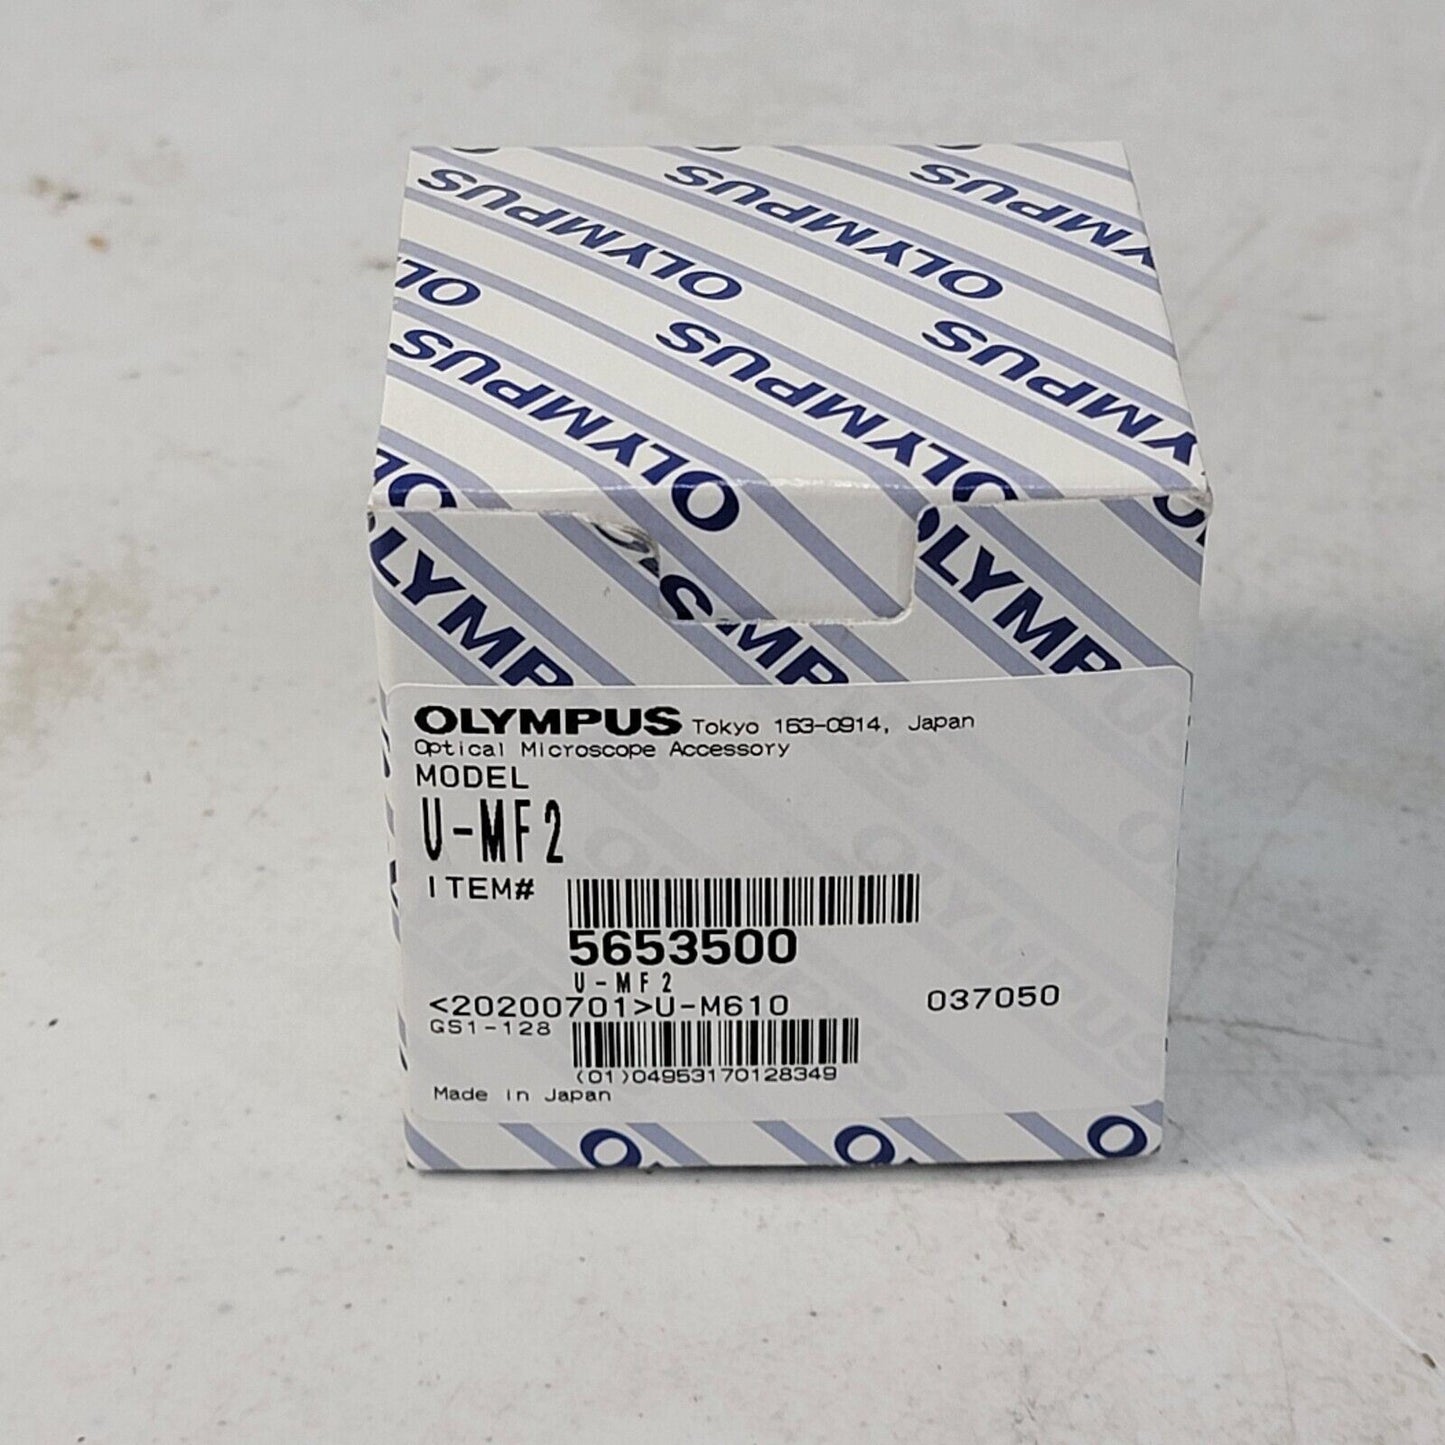 OLYMPUS OLYMPUS OLYMPUS
OLYMPUS OLYMPUS OLYMPUS
OLYMPUS Tokyo 163-0914, Japan
Optical Microscope Accessory
MODEL
U-MF2
ITEM#
5653500
U-MF2
<20200701>U-M610 037050
GS1-128
(01)04953170128349
Made in Japan